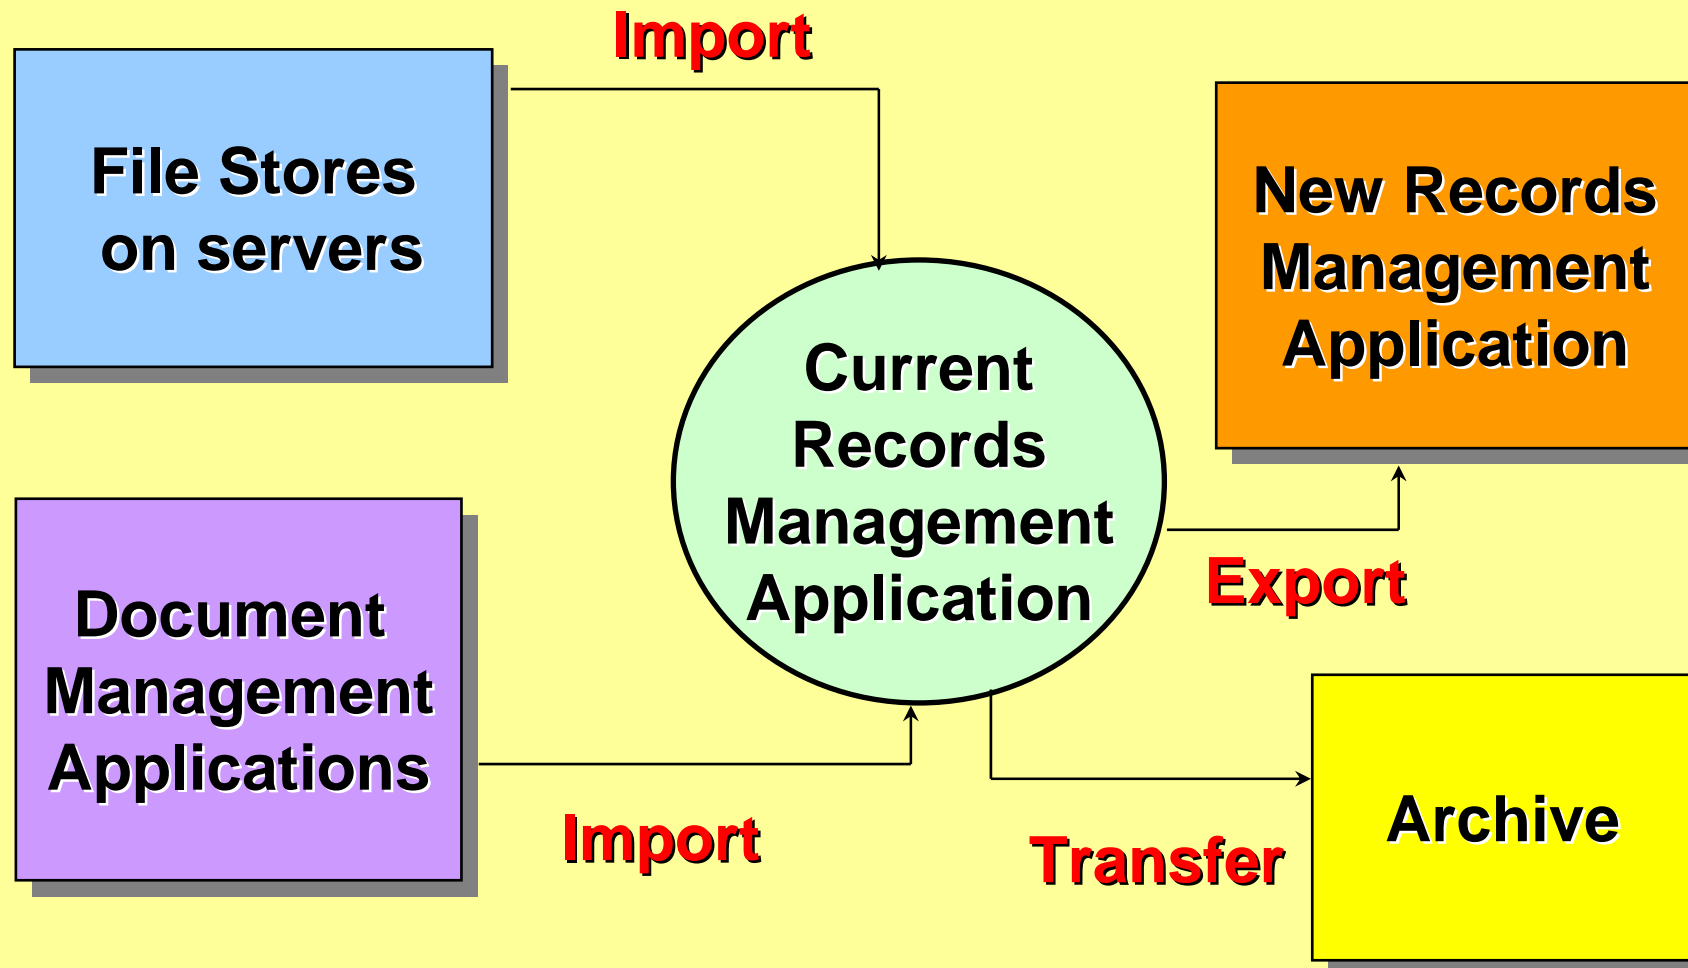 Import
File Stores
on servers
New Records
Management
Application
Current
Records
Management
Application
Export
Document
Management
Applications
Import
Transfer
Archive